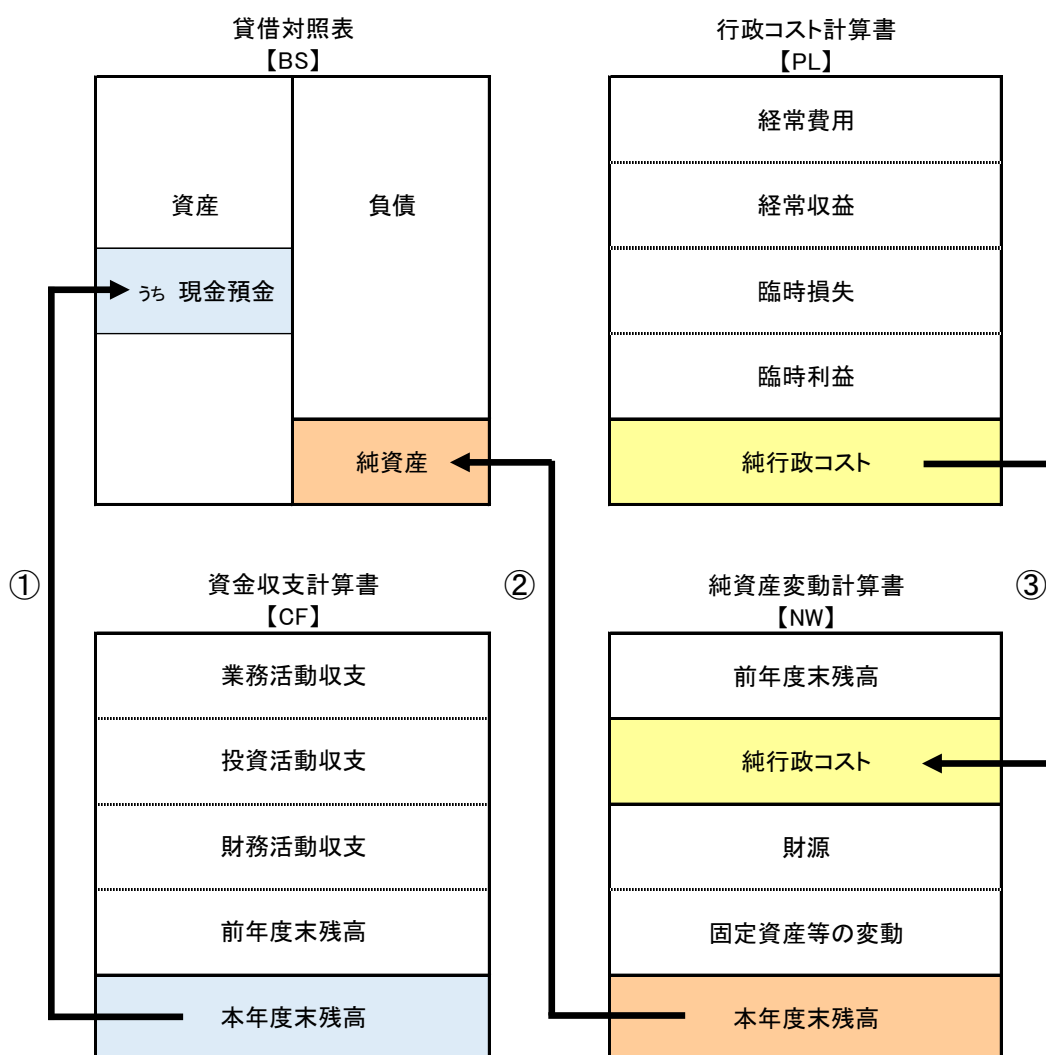 貸借対照表
【BS】
資産
負債
うち 現金預金
純資産
行政コスト計算書
【PL】
経常費用
経常収益
臨時損失
臨時利益
純行政コスト
①
資金収支計算書
【CF】
業務活動収支
投資活動収支
財務活動収支
前年度末残高
本年度末残高
②
純資産変動計算書
【NW】
前年度末残高
純行政コスト
財源
固定資産等の変動
本年度末残高
③